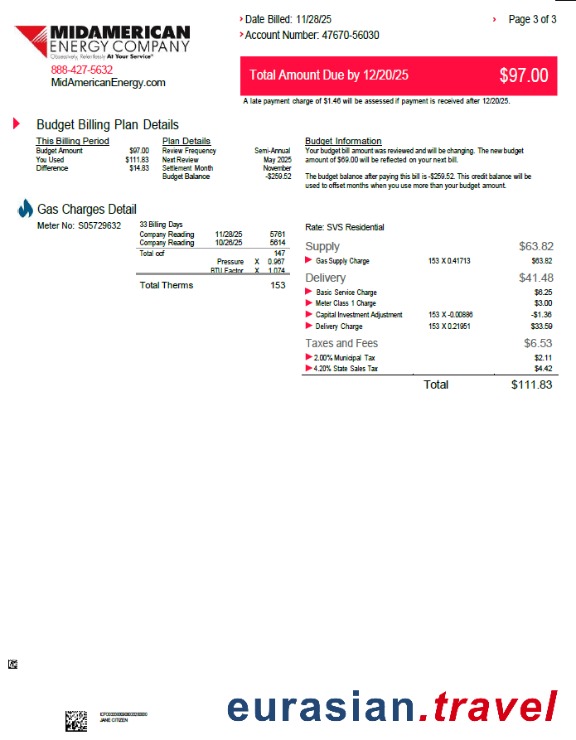 MIDAMERICAN
ENERGY COMPANY
Obsessively, Relentlessly At Your Service®
888-427-5632
MidAmericanEnergy.com
Date Billed: 11/28/25
Page 3 of 3
Account Number: 47670-56030
Total Amount Due by 12/20/25 $97.00
A late payment charge of $1.46 will be assessed if payment is received after 12/20/25.
Budget Billing Plan Details
This Billing Period
Budget Amount $97.00
You Used $111.83
Difference $14.83
Plan Details
Review Frequency Semi-Annual
Next Review May 2025
Settlement Month November
Budget Balance -$259.52
Budget Information
Your budget bill amount was reviewed and will be changing. The new budget
amount of $69.00 will be reflected on your next bill.
The budget balance after paying this bill is -$259.52. This credit balance will be
used to offset months when you use more than your budget amount.
Gas Charges Detail
Meter No: S05729632
33 Billing Days
Company Reading 11/28/25 5761
Company Reading 10/26/25 5614
Total ccf 147
Pressure X 0.967
BTU Factor X 1.074
Total Therms 153
Rate: SVS Residential
Supply $63.82
Gas Supply Charge 153 X 0.41713 $63.82
Delivery $41.48
Basic Service Charge $6.25
Meter Class 1 Charge $3.00
Capital Investment Adjustment 153 X -0.00886 -$1.36
Delivery Charge 153 X 0.21951 $33.59
Taxes and Fees $6.53
2.00% Municipal Tax $2.11
4.20% State Sales Tax $4.42
Total $111.83
JANE CITIZEN
eurasian.travel